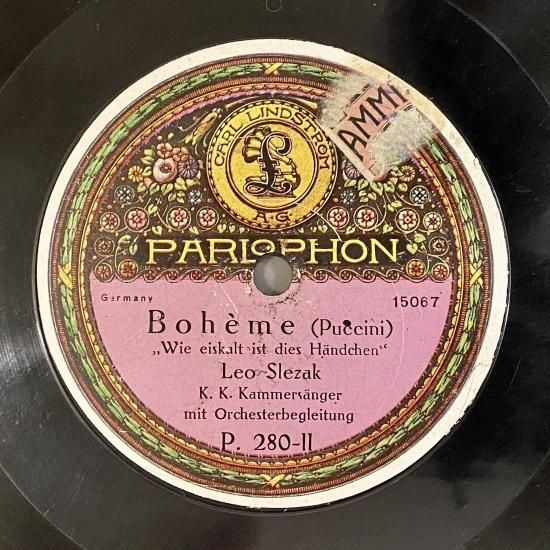 CARL LINDSTRÖM
£
A.G.
AMMI
PARLOPHON
Germany
15067
Bohème (Puccini)
„Wie eiskalt ist dies Händchen“
Leo Slezak
K. K. Kammersänger
mit Orchesterbegleitung
P. 280-II